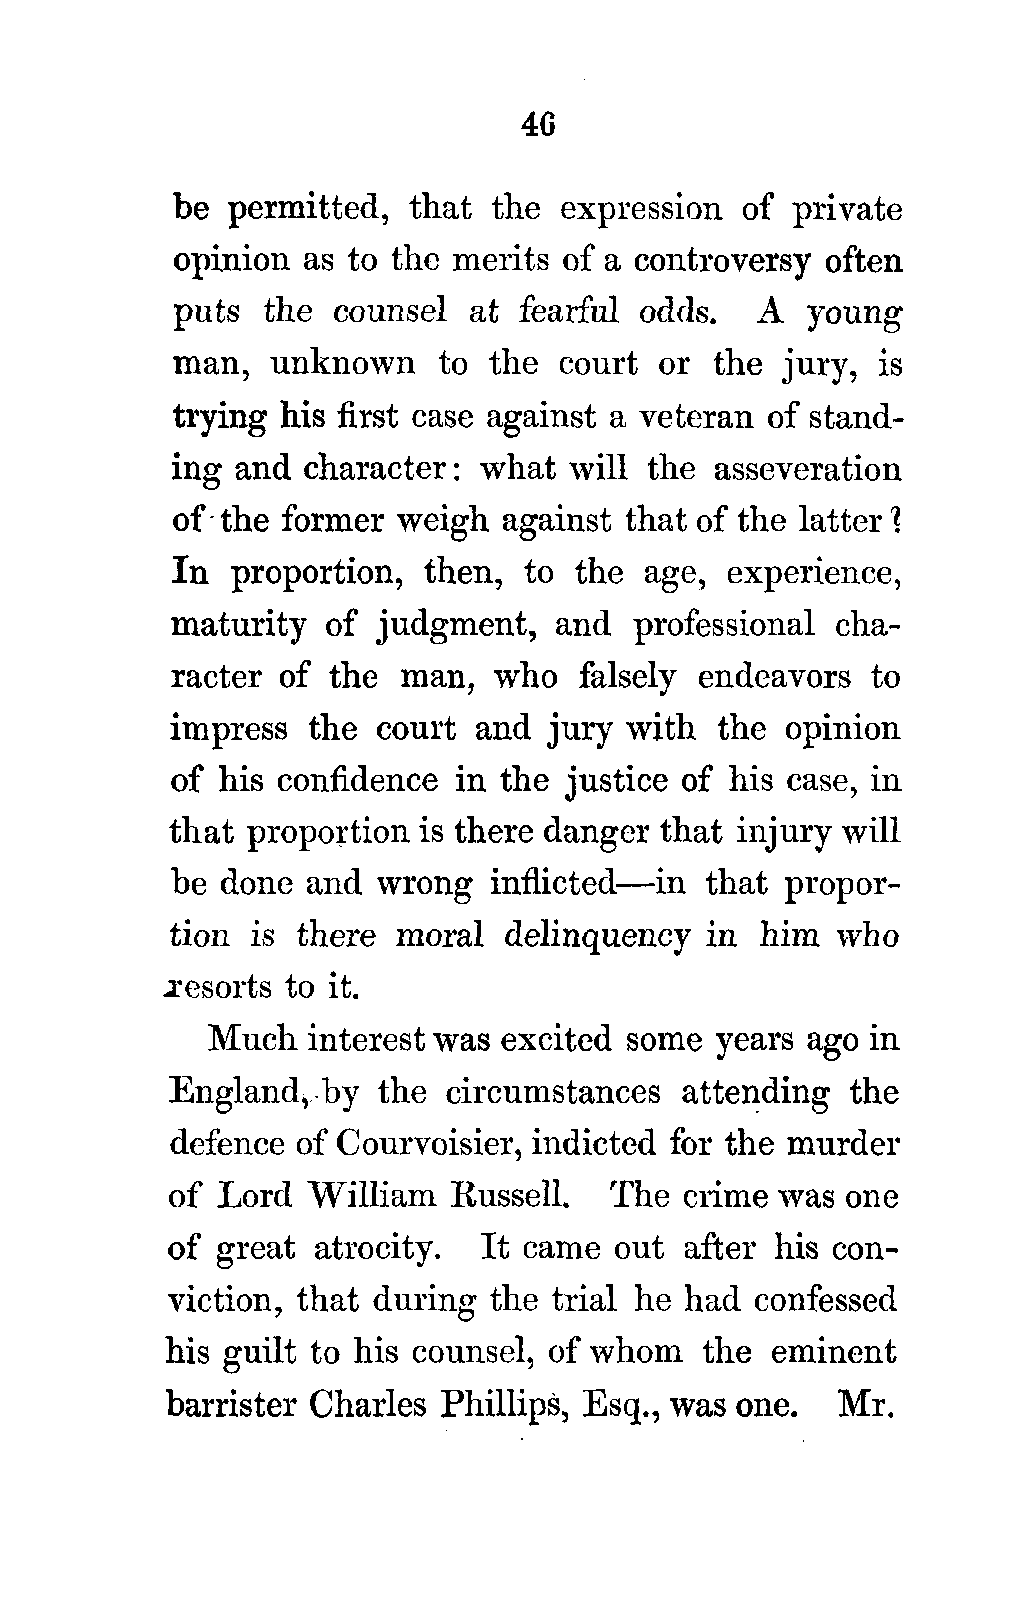 46
be permitted, that the expression of private
opinion as to the merits of a controversy often
puts the counsel at fearful odds. A young
man, unknown to the court or the jury, is
trying his first case against a veteran of stand-
ing and character: what will the asseveration
of the former weigh against that of the latter?
In proportion, then, to the age, experience,
maturity of judgment, and professional cha-
racter of the man, who falsely endeavors to
impress the court and jury with the opinion
of his confidence in the justice of his case, in
that proportion is there danger that injury will
be done and wrong inflicted—in that propor-
tion is there moral delinquency in him who
resorts to it.
Much interest was excited some years ago in
England, by the circumstances attending the
defence of Courvoisier, indicted for the murder
of Lord William Russell. The crime was one
of great atrocity. It came out after his con-
viction, that during the trial he had confessed
his guilt to his counsel, of whom the eminent
barrister Charles Phillips, Esq., was one. Mr.